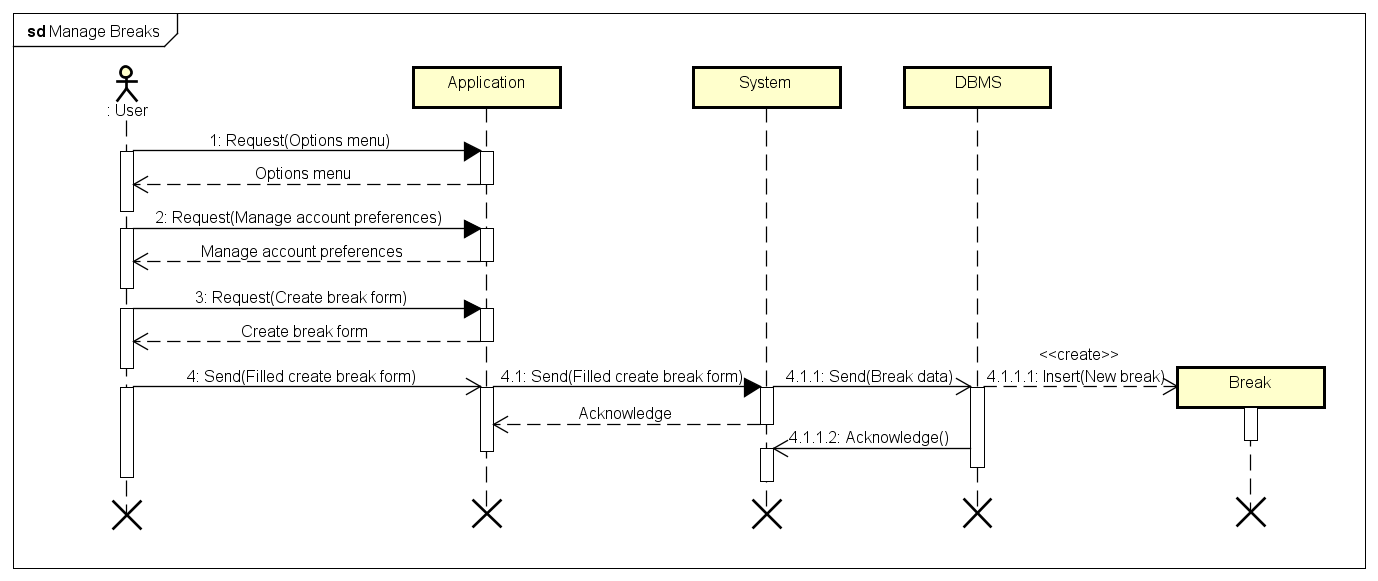 sd Manage Breaks
: User
Application
System
DBMS
1: Request(Options menu)
Options menu
2: Request(Manage account preferences)
Manage account preferences
3: Request(Create break form)
Create break form
<<create>>
4: Send(Filled create break form)
4.1: Send(Filled create break form)
4.1.1: Send(Break data)
4.1.1.1: Insert(New break)
Break
Acknowledge
4.1.1.2: Acknowledge()